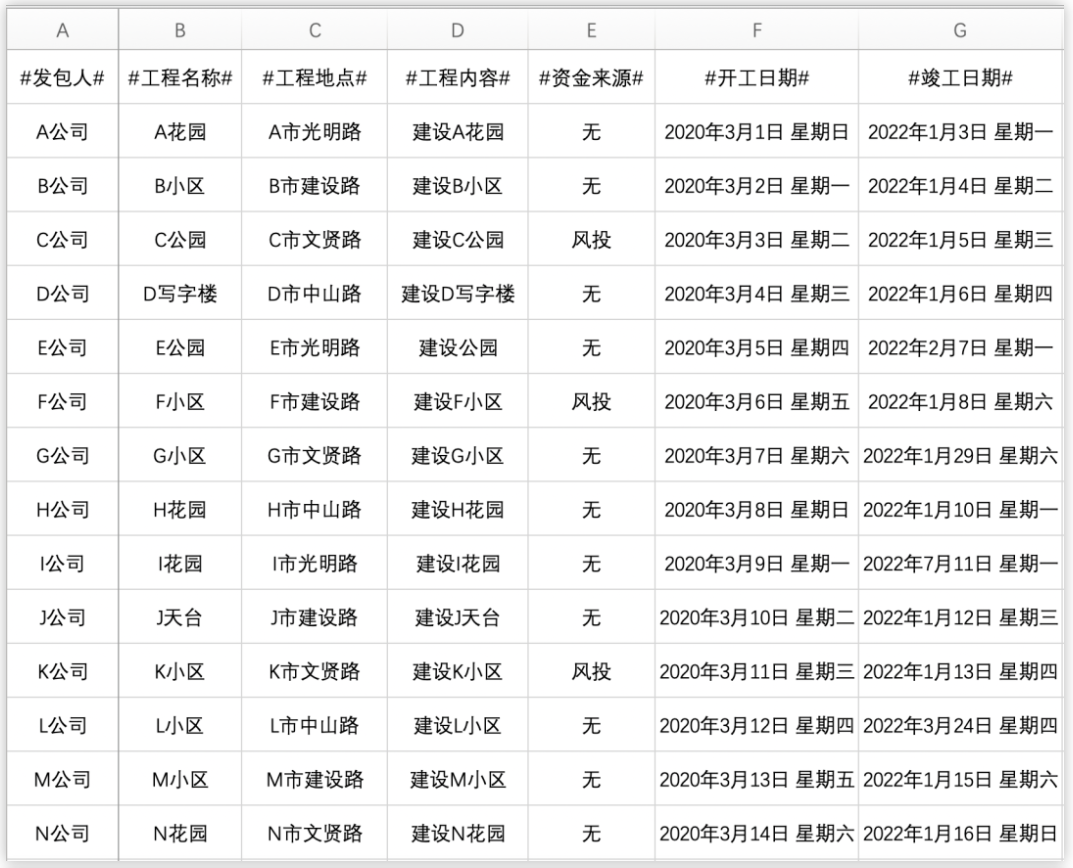 A B C D E F G
#发包人# #工程名称# #工程地点# #工程内容# #资金来源# #开工日期# #竣工日期#
A公司 A花园 A市光明路 建设A花园 无 2020年3月1日 星期日 2022年1月3日 星期一
B公司 B小区 B市建设路 建设B小区 无 2020年3月2日 星期一 2022年1月4日 星期二
C公司 C公园 C市文贤路 建设C公园 风投 2020年3月3日 星期二 2022年1月5日 星期三
D公司 D写字楼 D市中山路 建设D写字楼 无 2020年3月4日 星期三 2022年1月6日 星期四
E公司 E公园 E市光明路 建设公园 无 2020年3月5日 星期四 2022年2月7日 星期一
F公司 F小区 F市建设路 建设F小区 风投 2020年3月6日 星期五 2022年1月8日 星期六
G公司 G小区 G市文贤路 建设G小区 无 2020年3月7日 星期六 2022年1月29日 星期六
H公司 H花园 H市中山路 建设H花园 无 2020年3月8日 星期日 2022年1月10日 星期一
I公司 I花园 I市光明路 建设I花园 无 2020年3月9日 星期一 2022年7月11日 星期一
J公司 J天台 J市建设路 建设J天台 无 2020年3月10日 星期二 2022年1月12日 星期三
K公司 K小区 K市文贤路 建设K小区 风投 2020年3月11日 星期三 2022年1月13日 星期四
L公司 L小区 L市中山路 建设L小区 无 2020年3月12日 星期四 2022年3月24日 星期四
M公司 M小区 M市建设路 建设M小区 无 2020年3月13日 星期五 2022年1月15日 星期六
N公司 N花园 N市文贤路 建设N花园 无 2020年3月14日 星期六 2022年1月16日 星期日